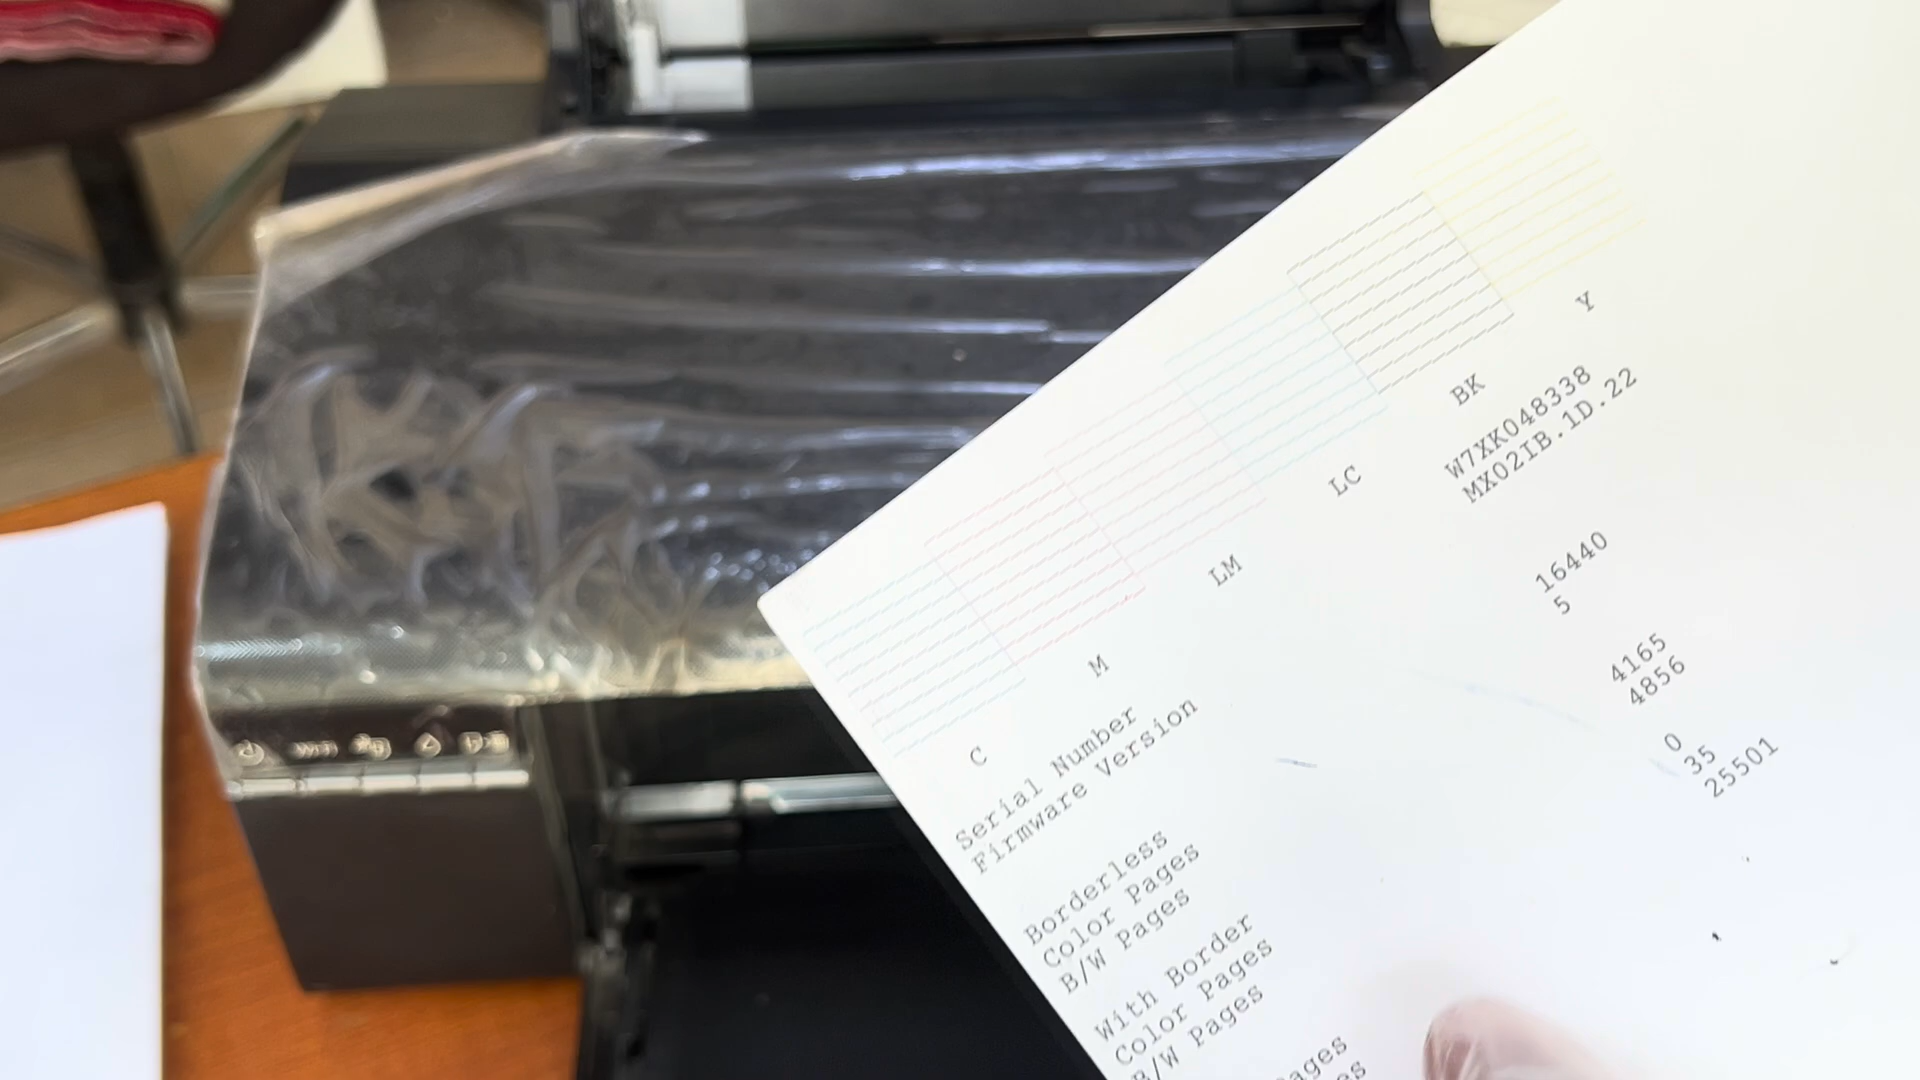 C M LM LC BK Y
Serial Number W7XK048338
Firmware Version MX02IB.1D.22
Borderless
Color Pages 16440
B/W Pages 5
With Border
Color Pages 4165
B/W Pages 4856
0
35
25501